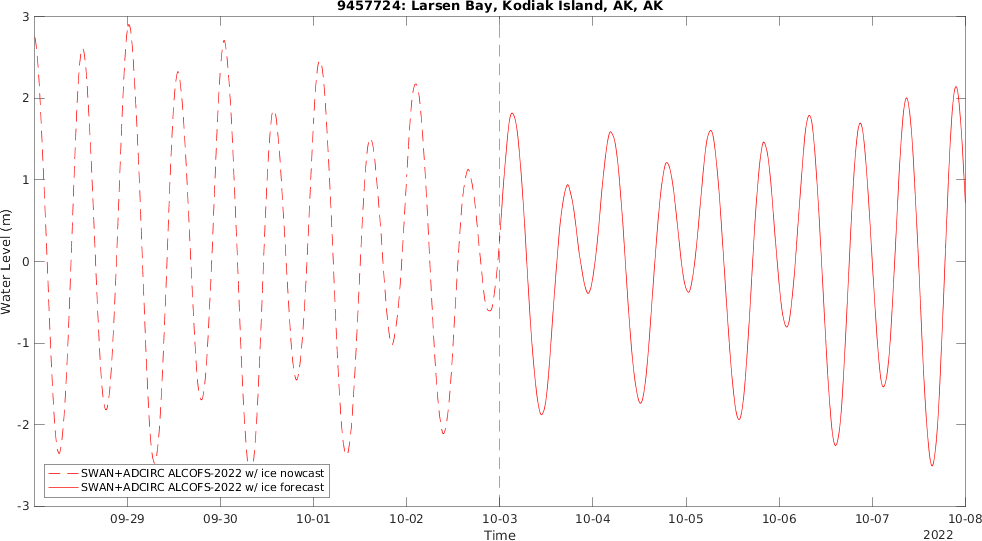 9457724: Larsen Bay, Kodiak Island, AK, AK
3
2
1
0
-1
-2
-3
Water Level (m)
SWAN+ADCIRC ALCOFS-2022 w/ ice nowcast
SWAN+ADCIRC ALCOFS-2022 w/ ice forecast
09-29 09-30 10-01 10-02 10-03 10-04 10-05 10-06 10-07 10-08
Time
2022